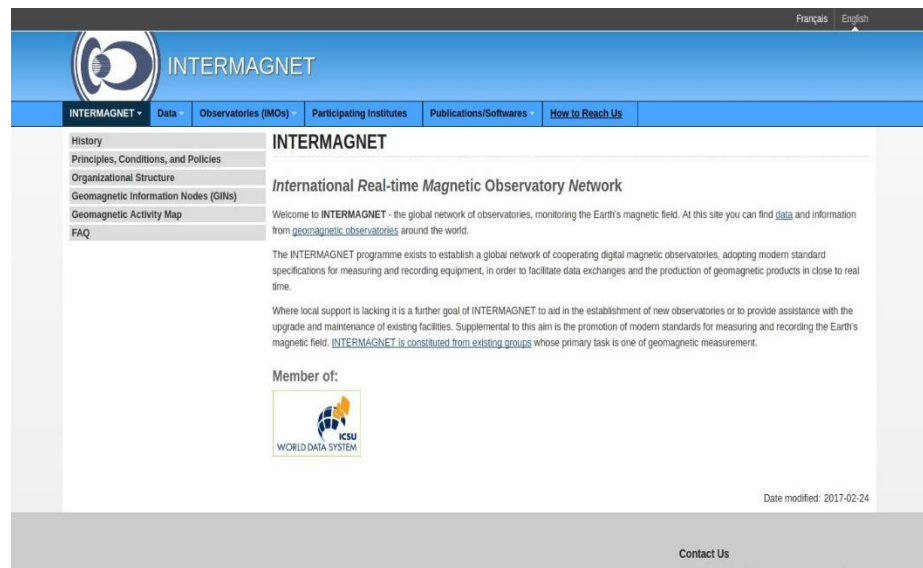 Français English
INTERMAGNET
INTERMAGNET Data Observatories (IMOs) Participating Institutes Publications/Softwares How to Reach Us
History
Principles, Conditions, and Policies
Organizational Structure
Geomagnetic Information Nodes (GINs)
Geomagnetic Activity Map
FAQ
INTERMAGNET
International Real-time Magnetic Observatory Network
Welcome to INTERMAGNET - the global network of observatories, monitoring the Earth's magnetic field. At this site you can find data and information
from geomagnetic observatories around the world.
The INTERMAGNET programme exists to establish a global network of cooperating digital magnetic observatories, adopting modern standard
specifications for measuring and recording equipment, in order to facilitate data exchanges and the production of geomagnetic products in close to real
time.
Where local support is lacking it is a further goal of INTERMAGNET to aid in the establishment of new observatories or to provide assistance with the
upgrade and maintenance of existing facilities. Supplemental to this aim is the promotion of modern standards for measuring and recording the Earth's
magnetic field. INTERMAGNET is constituted from existing groups whose primary task is one of geomagnetic measurement.
Member of:
ICSU
WORLD DATA SYSTEM
Date modified: 2017-02-24
Contact Us